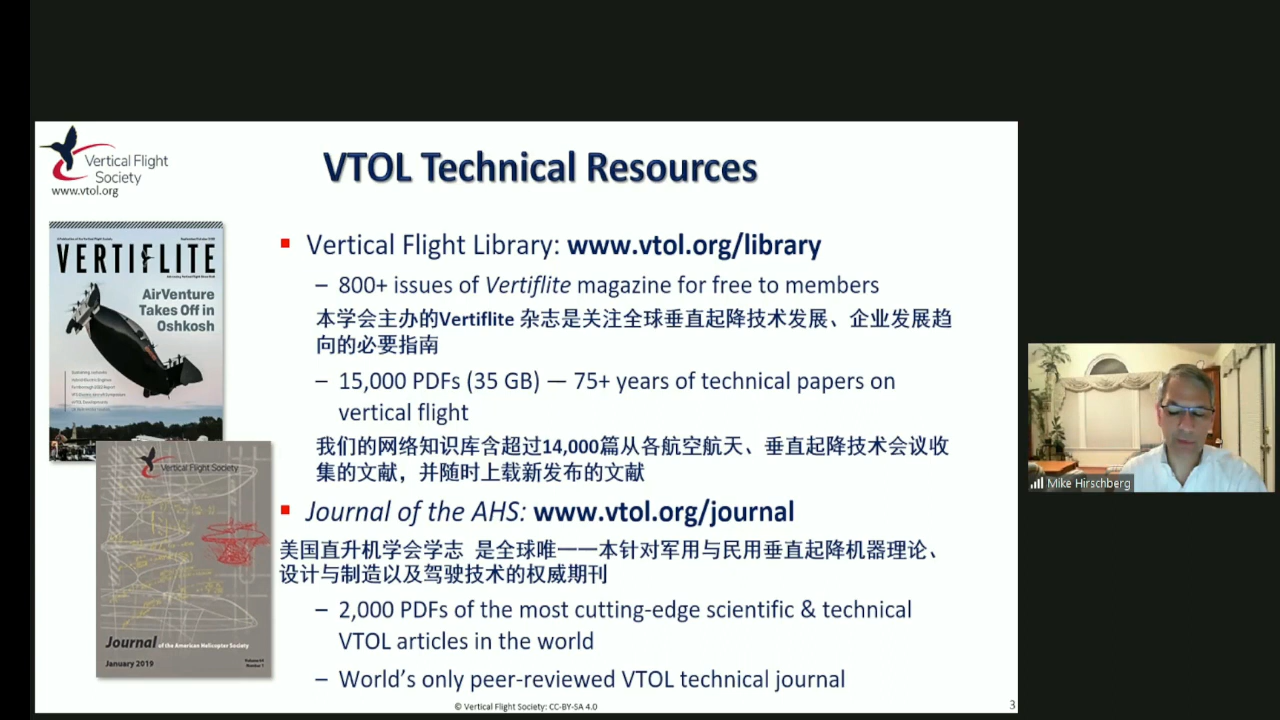 Vertical Flight
Society
www.vtol.org
VTOL Technical Resources
VERTIFLITE
AirVenture
Takes Off in
Oshkosh
▪ Vertical Flight Library: www.vtol.org/library
– 800+ issues of Vertiflite magazine for free to members
本学会主办的Vertiflite 杂志是关注全球垂直起降技术发展、企业发展趋
向的必要指南
– 15,000 PDFs (35 GB) — 75+ years of technical papers on
vertical flight
我们的网络知识库含超过14,000篇从各航空航天、垂直起降技术会议收
集的文献，并随时上载新发布的文献
▪ Journal of the AHS: www.vtol.org/journal
美国直升机学会学志 是全球唯一一本针对军用与民用垂直起降机器理论、
设计与制造以及驾驶技术的权威期刊
– 2,000 PDFs of the most cutting-edge scientific & technical
VTOL articles in the world
– World’s only peer-reviewed VTOL technical journal
Vertical Flight Society
Journal of the American Helicopter Society
January 2019
© Vertical Flight Society: CC-BY-SA 4.0
3
Mike Hirschberg